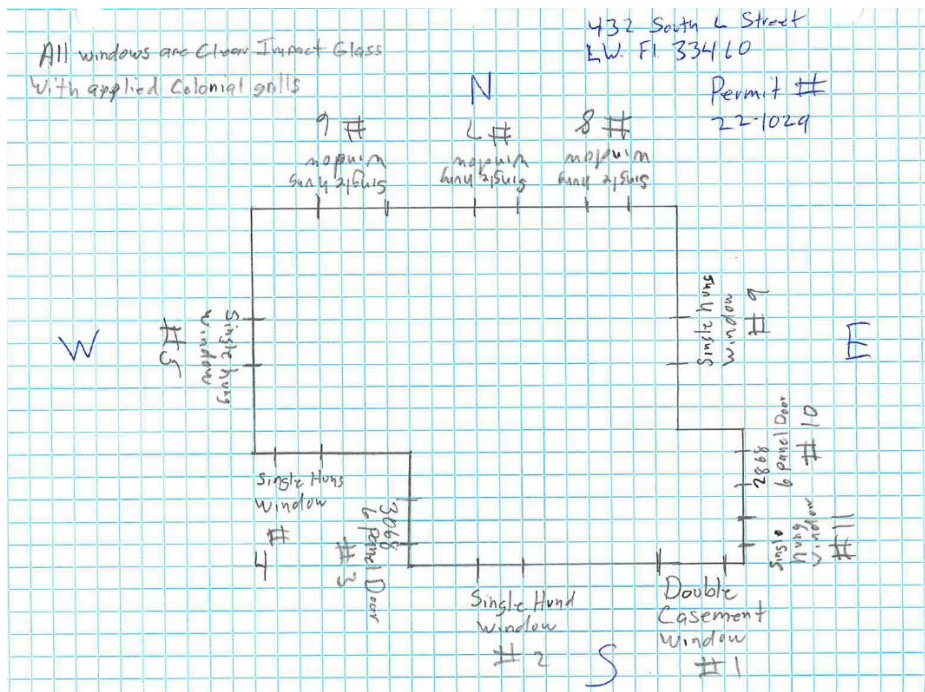 All windows are Clear Impact Glass
With applied Colonial grills
432 South L Street
LW. Fl. 33460
Permit #
22-1029
N
# 6
Single Hung
window
# 7
Single Hung
window
# 8
Single Hung
window
W
#5
Single hung
window
Single Hung
window
# 9
E
2868
6 panel Door
# 10
Single
hung
window
#11
Single Hung
Window
#
4
3068
6 panel Door
#3
Single Hund
window
# 2
S
Double
Casement
Window
# 1